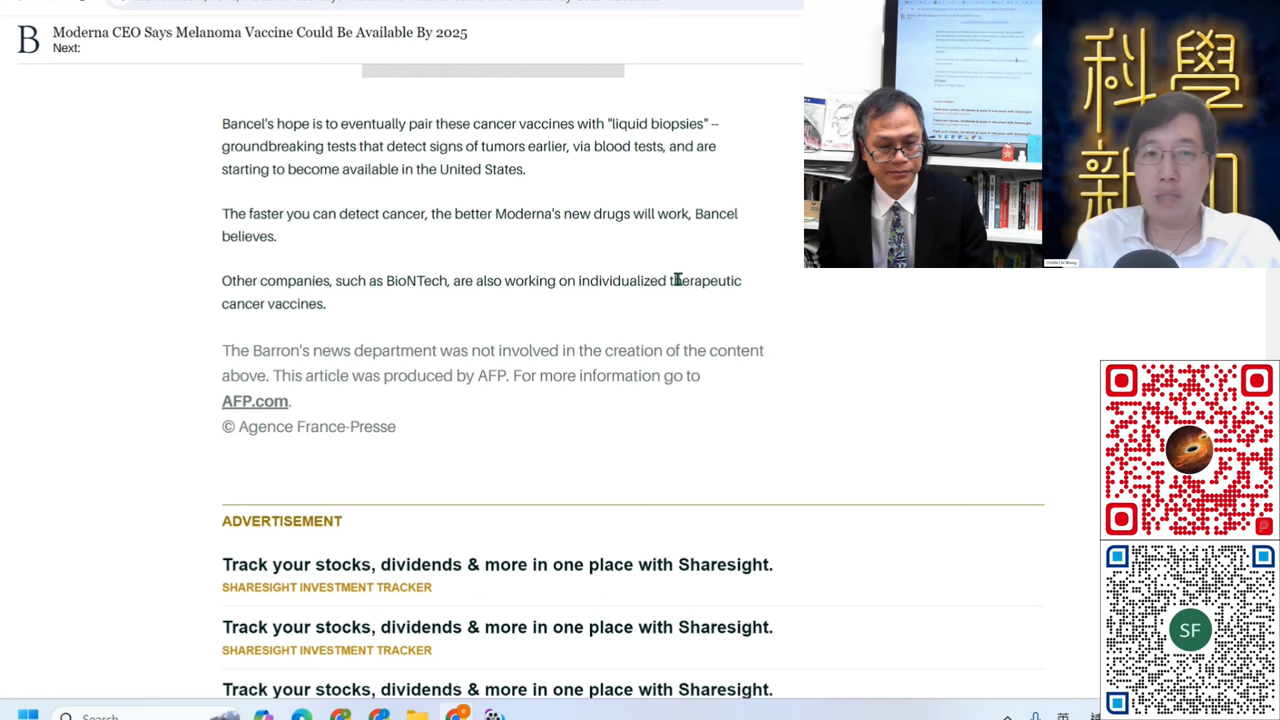 B
Moderna CEO Says Melanoma Vaccine Could Be Available By 2025
Next:
eventually pair these cancer vaccines with "liquid biopsies" --
groundbreaking tests that detect signs of tumors earlier, via blood tests, and are
starting to become available in the United States.
The faster you can detect cancer, the better Moderna's new drugs will work, Bancel
believes.
Other companies, such as BioNTech, are also working on individualized therapeutic
cancer vaccines.
The Barron's news department was not involved in the creation of the content
above. This article was produced by AFP. For more information go to
AFP.com.
© Agence France-Presse
ADVERTISEMENT
Track your stocks, dividends & more in one place with Sharesight.
SHARESIGHT INVESTMENT TRACKER
Track your stocks, dividends & more in one place with Sharesight.
SHARESIGHT INVESTMENT TRACKER
Track your stocks, dividends & more in one place with Sharesight.
Search
英
科學
新
SF